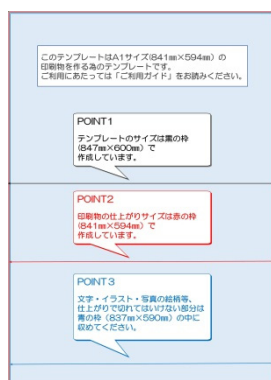 このテンプレートはA1サイズ(841㎜×594㎜)の
印刷物を作る為のテンプレートです。
ご利用にあたっては「ご利用ガイド」をお読みください。
POINT1
テンプレートのサイズは黒の枠
(847㎜×600㎜)で
作成しています。
POINT2
印刷物の仕上がりサイズは赤の枠
(841㎜×594㎜)で
作成しています。
POINT3
文字・イラスト・写真の絵柄等、
仕上がりで切れてはいけない部分は
青の枠(837㎜×590㎜)の中に
収めてください。